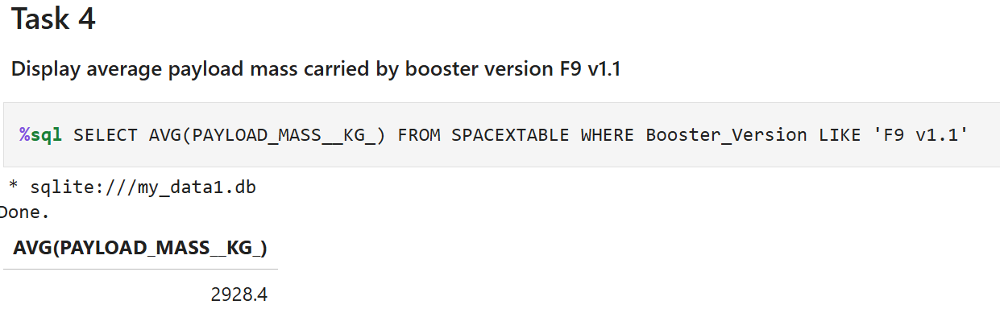 Task 4
Display average payload mass carried by booster version F9 v1.1
%sql SELECT AVG(PAYLOAD_MASS__KG_) FROM SPACEXTABLE WHERE Booster_Version LIKE 'F9 v1.1'
* sqlite:///my_data1.db
Done.
AVG(PAYLOAD_MASS__KG_)
2928.4